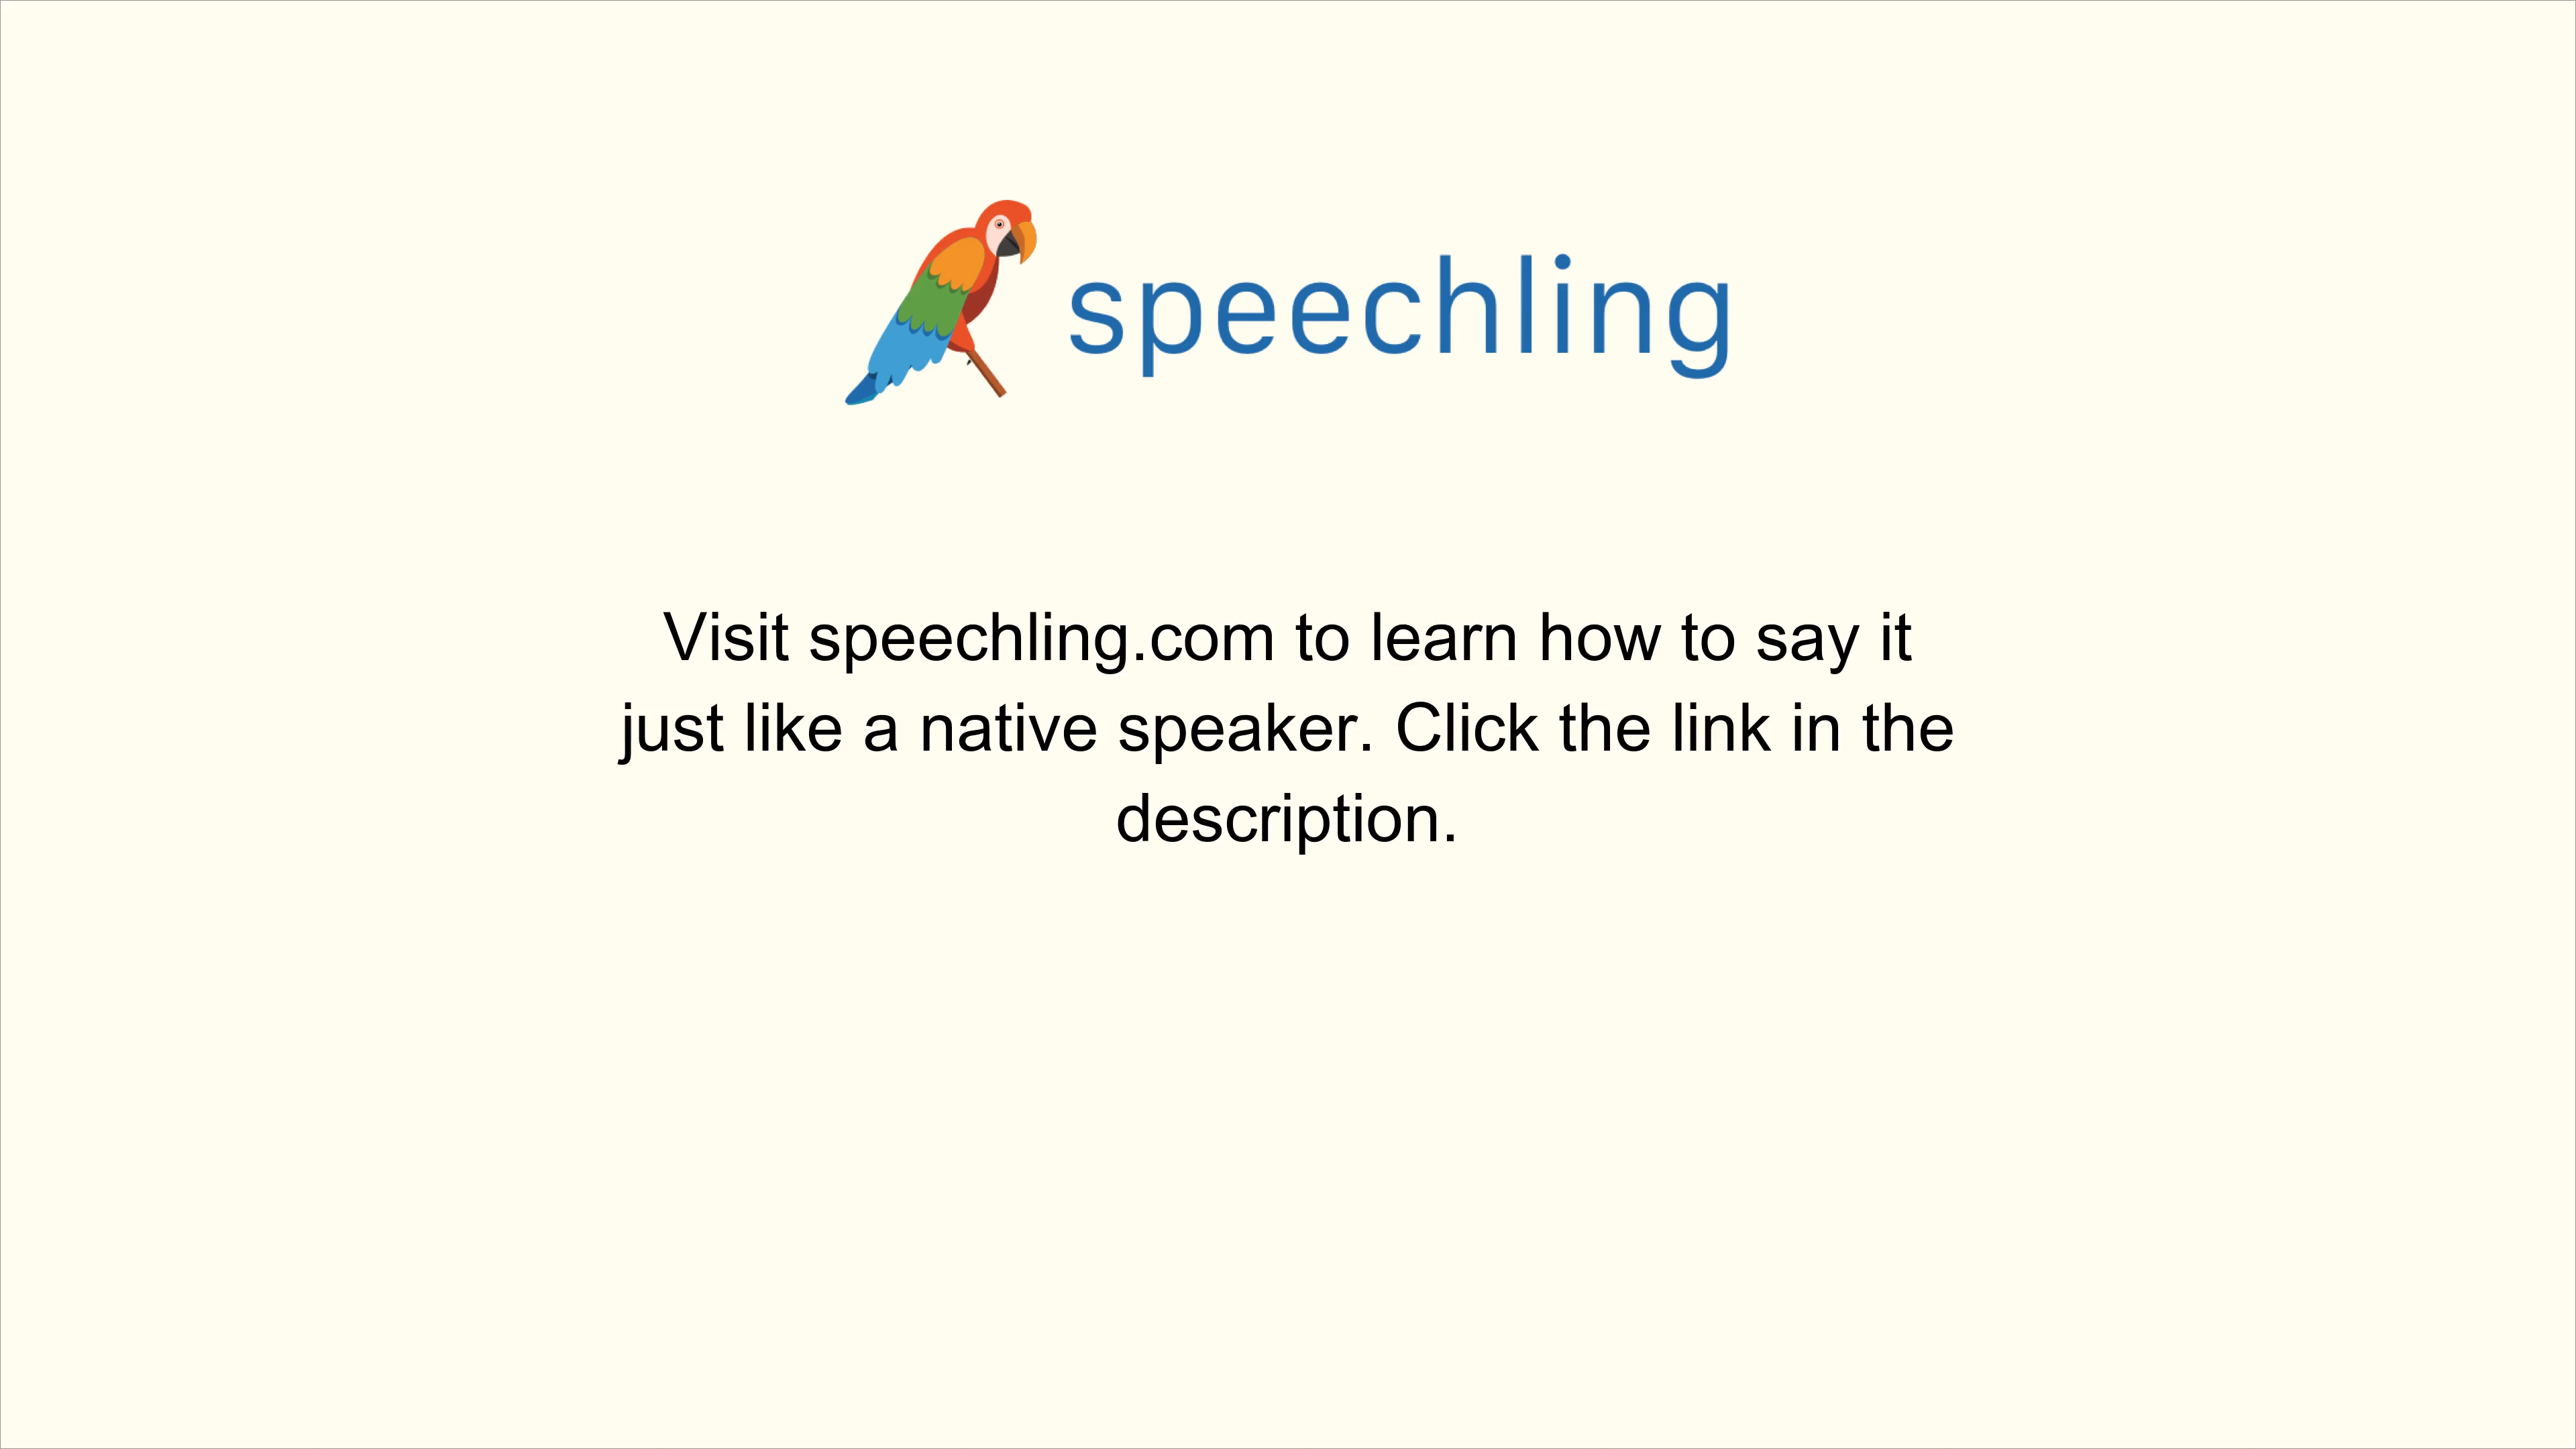 speechling
Visit speechling.com to learn how to say it
just like a native speaker. Click the link in the
description.